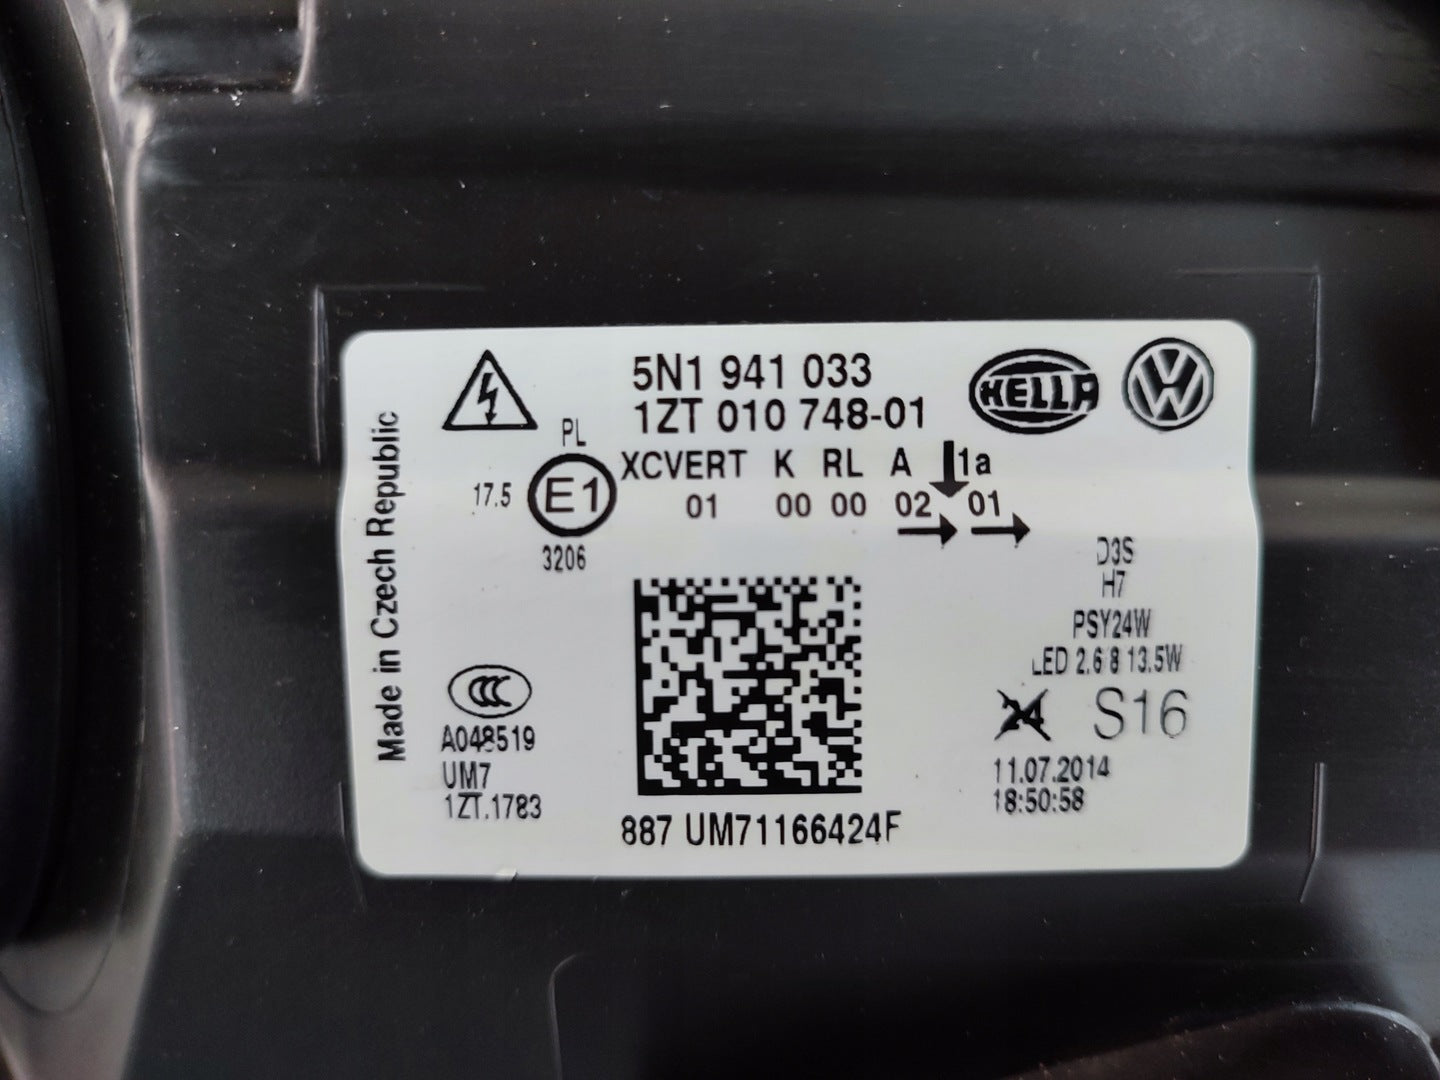 5N1 941 033
1ZT 010 748-01
HELLA
VW
PL
XCVERT K RL A 1a
17.5 E1 01 00 00 02 01
3206
Made in Czech Republic
D3S
H7
PSY24W
LED 2.6 8 13.5W
24 S16
CCC
A048519
UM7
1ZT.1783
11.07.2014
18:50:58
887 UM71166424F